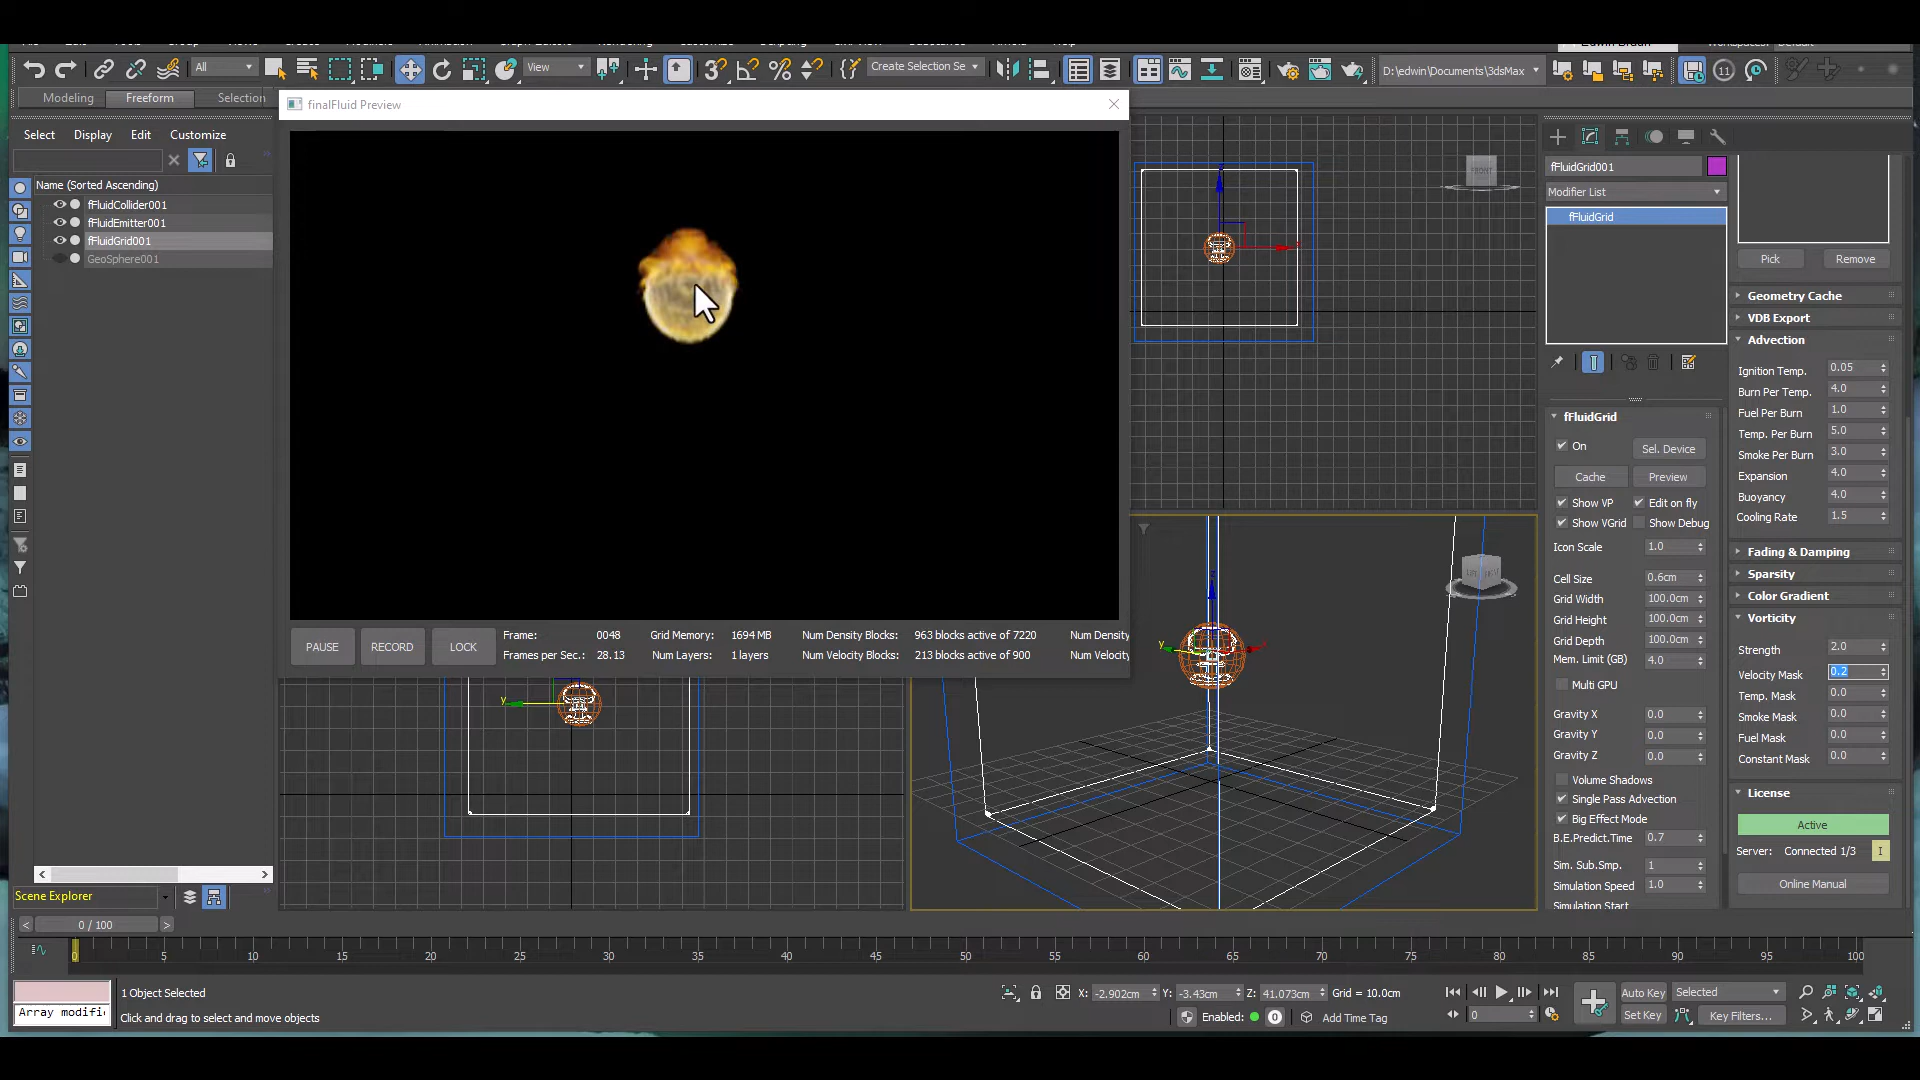 Edwin Braun
Workspaces: Default
All
View
Create Selection Se
D:\edwin\Documents\3dsMax
11
Modeling
Freeform
Selection
finalFluid Preview
Select
Display
Edit
Customize
Name (Sorted Ascending)
fFluidCollider001
fFluidEmitter001
fFluidGrid001
GeoSphere001
FRONT
fFluidGrid001
Modifier List
fFluidGrid
Pick
Remove
Geometry Cache
VDB Export
Advection
Ignition Temp.
0.05
Burn Per Temp.
4.0
Fuel Per Burn
1.0
Temp. Per Burn
5.0
Smoke Per Burn
3.0
Expansion
4.0
Buoyancy
4.0
Cooling Rate
1.5
Fading & Damping
Sparsity
Color Gradient
Vorticity
Strength
2.0
Velocity Mask
0.2
Temp. Mask
0.0
Smoke Mask
0.0
Fuel Mask
0.0
Constant Mask
0.0
License
Active
Server: Connected 1/3
I
Online Manual
fFluidGrid
On
Sel. Device
Cache
Preview
Show VP
Edit on fly
Show VGrid
Show Debug
Icon Scale
1.0
Cell Size
0.6cm
Grid Width
100.0cm
Grid Height
100.0cm
Grid Depth
100.0cm
Mem. Limit (GB)
4.0
Multi GPU
Gravity X
0.0
Gravity Y
0.0
Gravity Z
0.0
Volume Shadows
Single Pass Advection
Big Effect Mode
B.E.Predict.Time
0.7
Sim. Sub.Smp.
1
Simulation Speed
1.0
Simulation Start
PAUSE
RECORD
LOCK
Frame: 0048
Grid Memory: 1694 MB
Num Density Blocks: 963 blocks active of 7220
Num Density
Frames per Sec.: 28.13
Num Layers: 1 layers
Num Velocity Blocks: 213 blocks active of 900
Num Velocity
y
y
Scene Explorer
0 / 100
0 5 10 15 20 25 30 35 40 45 50 55 60 65 70 75 80 85 90 95 100
1 Object Selected
Array modifi
Click and drag to select and move objects
X: -2.902cm
Y: -3.43cm
Z: 41.073cm
Grid = 10.0cm
Enabled:
0
Add Time Tag
0
Auto Key
Selected
Set Key
Key Filters...